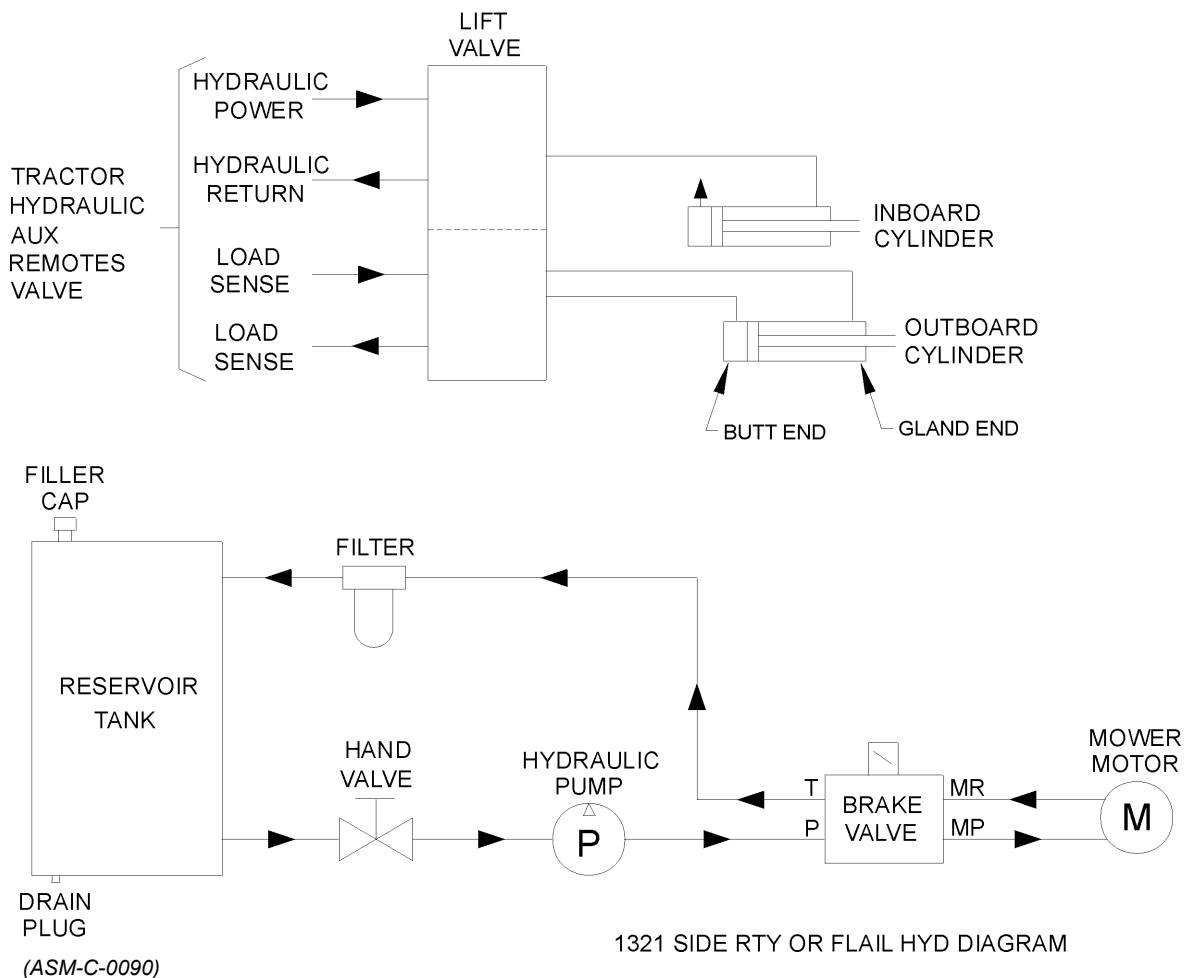 LIFT
VALVE
HYDRAULIC
POWER
HYDRAULIC
RETURN
TRACTOR
HYDRAULIC
AUX
REMOTES
VALVE
LOAD
SENSE
LOAD
SENSE
INBOARD
CYLINDER
OUTBOARD
CYLINDER
BUTT END
GLAND END
FILLER
CAP
FILTER
RESERVOIR
TANK
HAND
VALVE
HYDRAULIC
PUMP
P
T
P
BRAKE
VALVE
MR
MP
MOWER
MOTOR
M
DRAIN
PLUG
1321 SIDE RTY OR FLAIL HYD DIAGRAM
(ASM-C-0090)